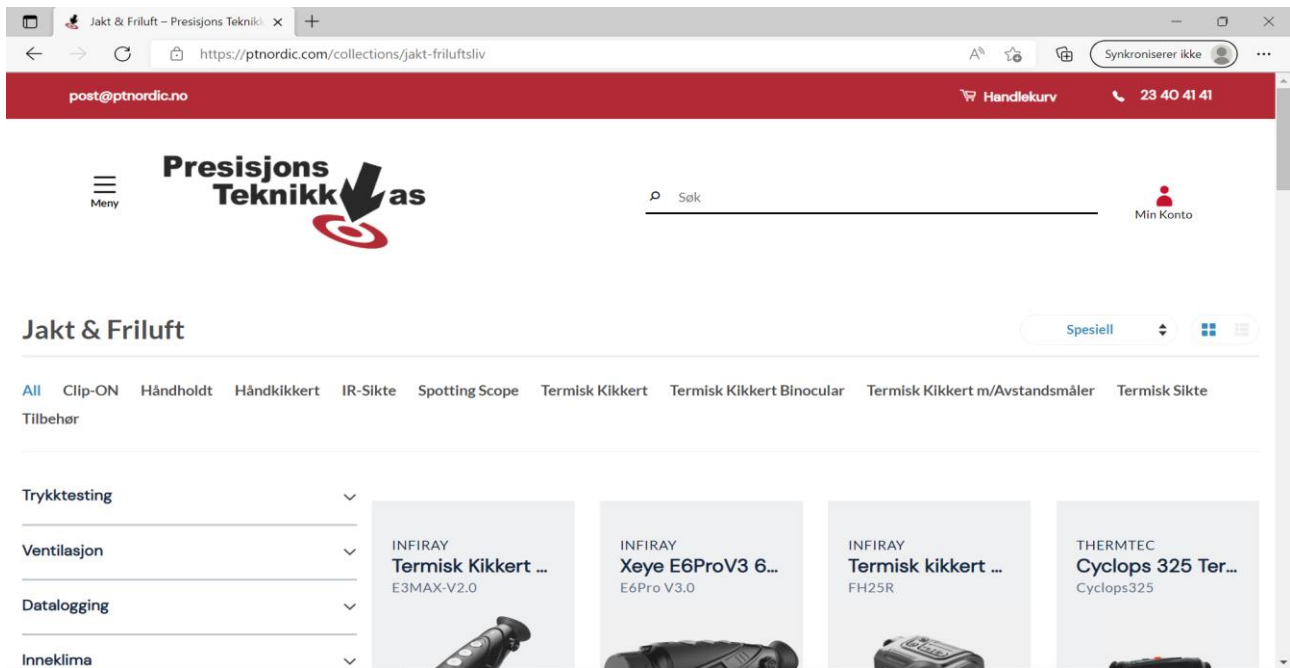 Jakt & Friluft – Presisjons Teknikk
https://ptnordic.com/collections/jakt-friluftsliv
Synkroniserer ikke
post@ptnordic.no
Handlekurv
23 40 41 41
Meny
Presisjons
Teknikk as
Søk
Min Konto
Jakt & Friluft
Spesiell
All Clip-ON Håndholdt Håndkikkert IR-Sikte Spotting Scope Termisk Kikkert Termisk Kikkert Binocular Termisk Kikkert m/Avstandsmåler Termisk Sikte
Tilbehør
Trykktesting
Ventilasjon
Datalogging
Inneklima
INFIRAY
Termisk Kikkert ...
E3MAX-V2.0
INFIRAY
Xeye E6ProV3 6...
E6Pro V3.0
INFIRAY
Termisk kikkert ...
FH25R
THERMTEC
Cyclops 325 Ter...
Cyclops325